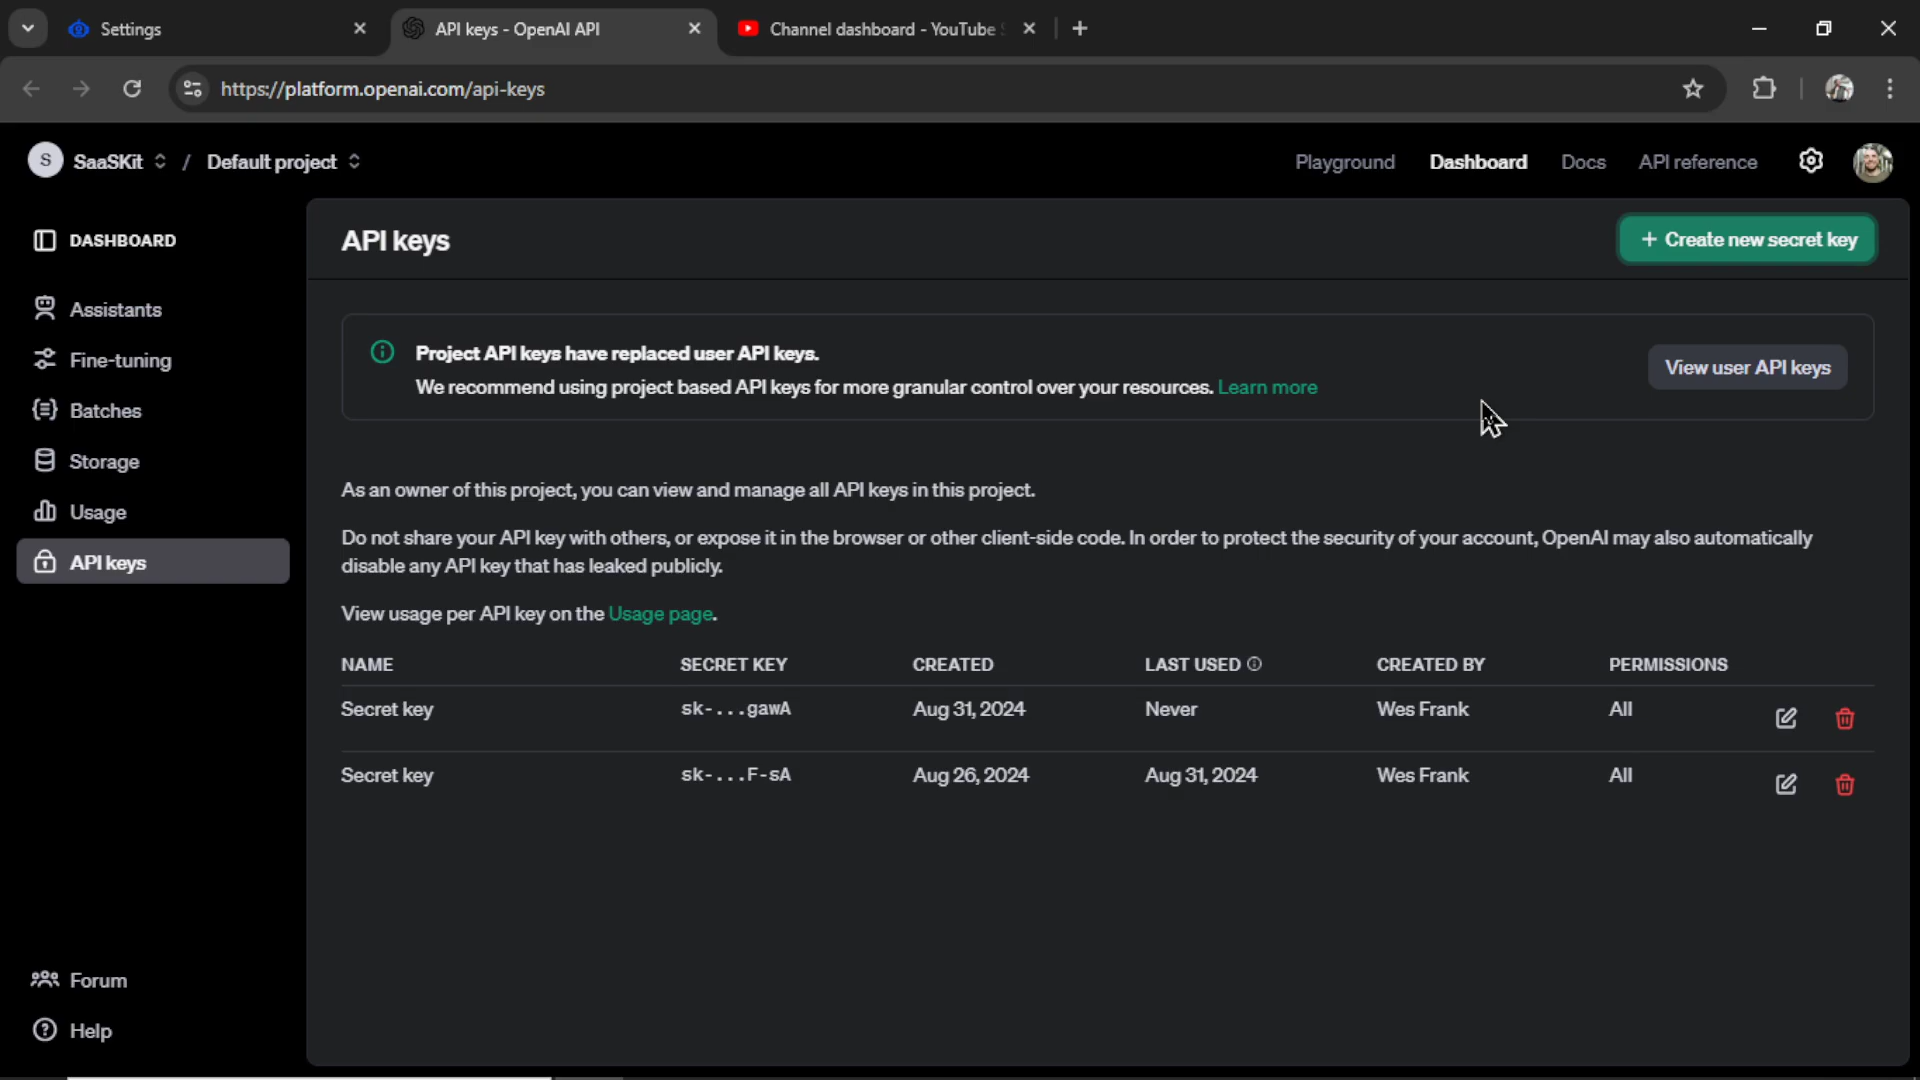 Settings
API keys - OpenAI API
Channel dashboard - YouTube
https://platform.openai.com/api-keys
S SaaSKit / Default project
Playground
Dashboard
Docs
API reference
DASHBOARD
Assistants
Fine-tuning
Batches
Storage
Usage
API keys
Forum
Help
API keys
+ Create new secret key
Project API keys have replaced user API keys.
We recommend using project based API keys for more granular control over your resources. Learn more
View user API keys
As an owner of this project, you can view and manage all API keys in this project.
Do not share your API key with others, or expose it in the browser or other client-side code. In order to protect the security of your account, OpenAI may also automatically
disable any API key that has leaked publicly.
View usage per API key on the Usage page.
NAME SECRET KEY CREATED LAST USED CREATED BY PERMISSIONS
Secret key sk-...gawA Aug 31, 2024 Never Wes Frank All
Secret key sk-...F-sA Aug 26, 2024 Aug 31, 2024 Wes Frank All